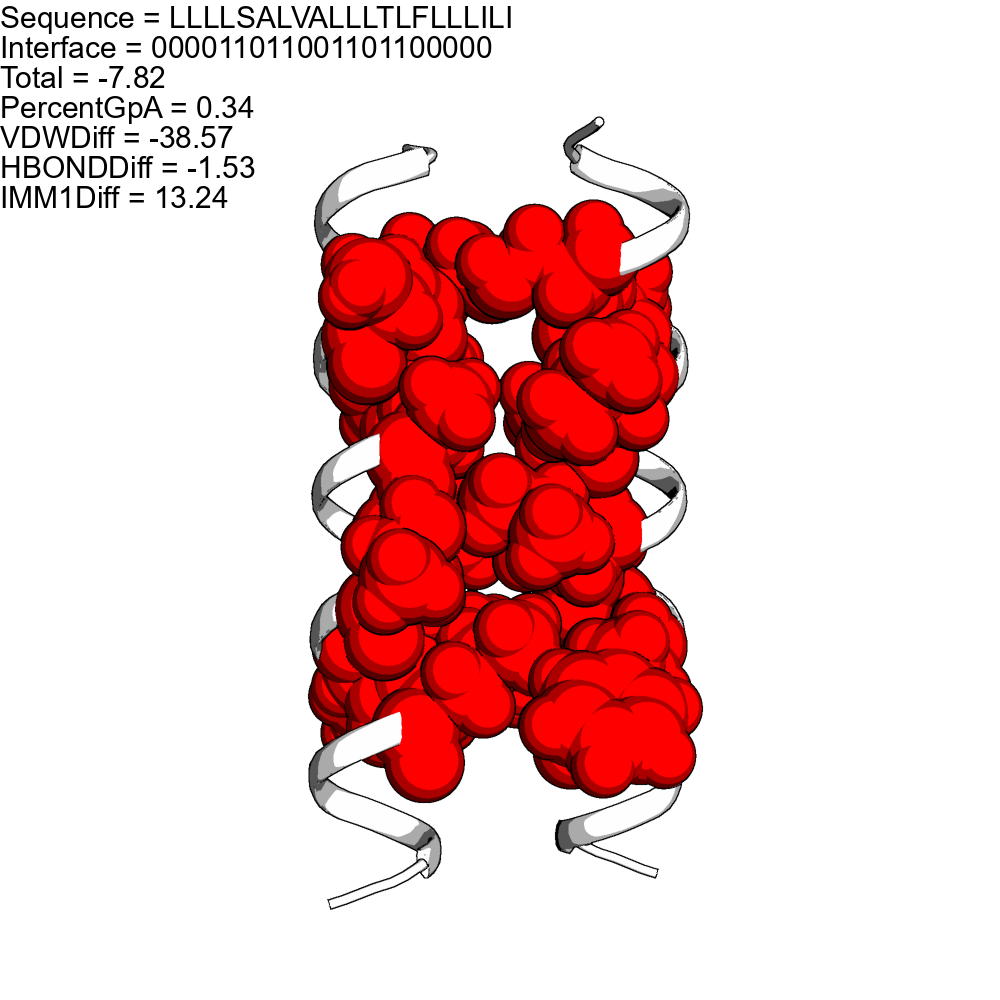 Sequence = LLLLSALVALLLTLFLLLILI
Interface = 000011011001101100000
Total = -7.82
PercentGpA = 0.34
VDWDiff = -38.57
HBONDDiff = -1.53
IMM1Diff = 13.24